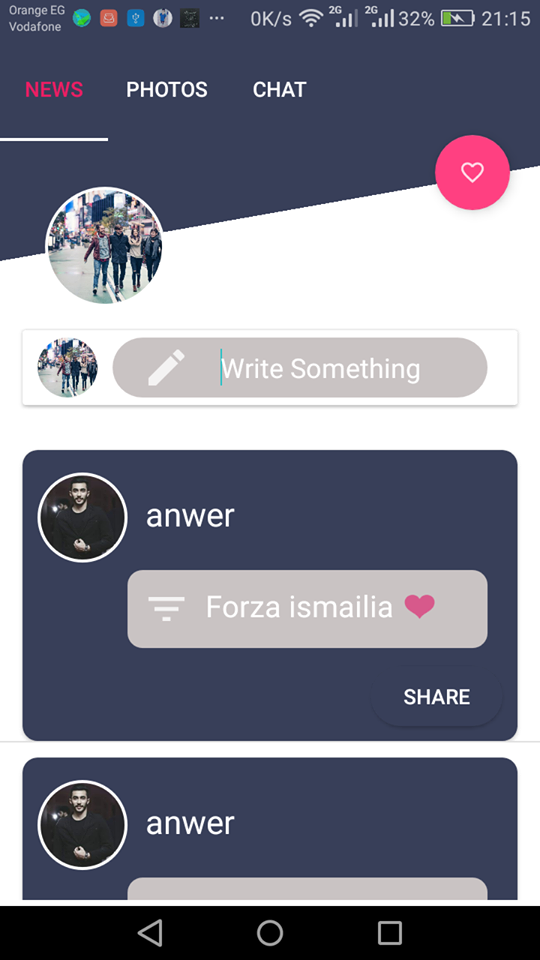 Orange EG
Vodafone
0K/s 2G 2G 32% 21:15
NEWS PHOTOS CHAT
Write Something
anwer
Forza ismailia
SHARE
anwer